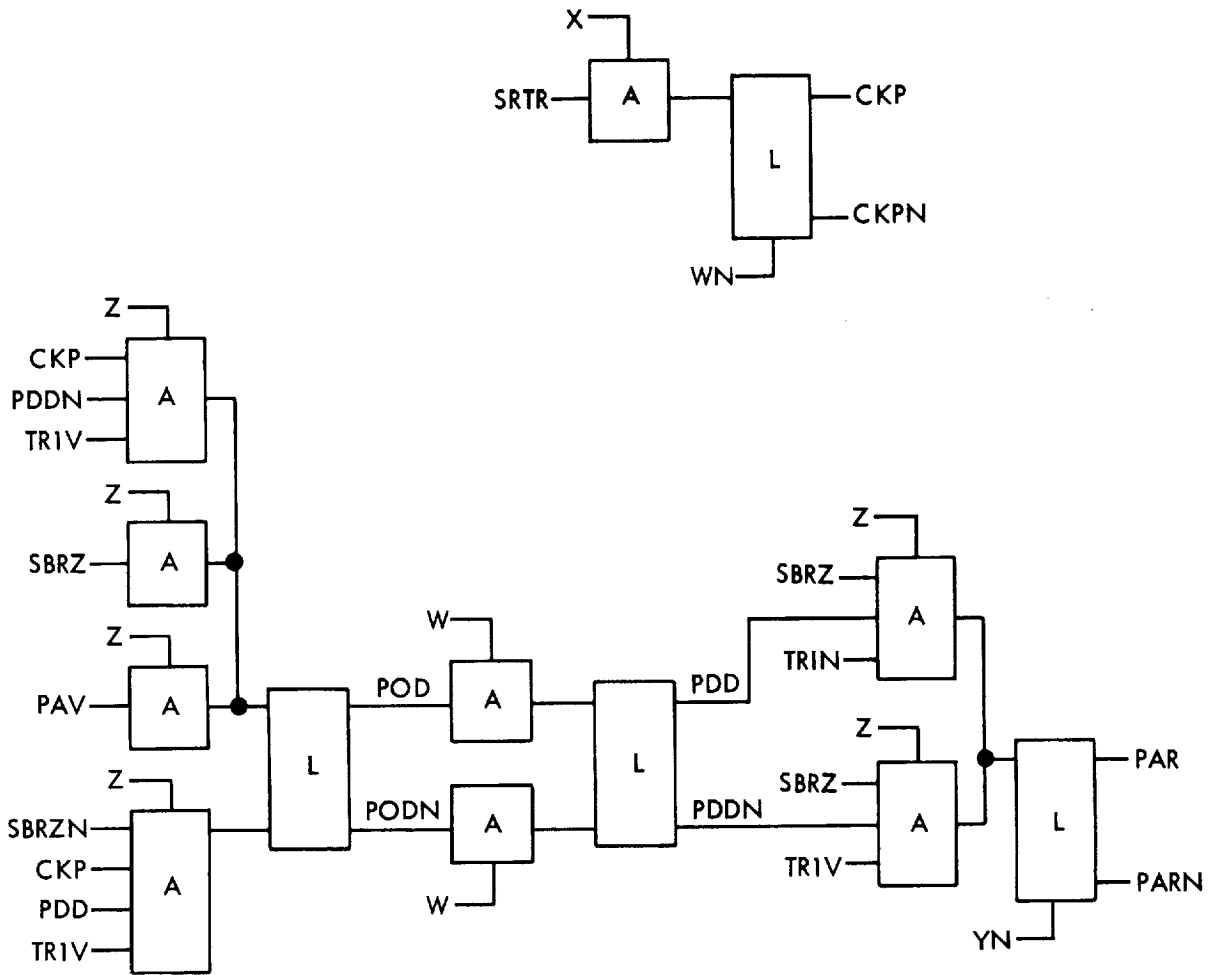 X
SRTR
A
CKP
L
CKPN
WN
Z
CKP
A
PDDN
TR1V
Z
SBRZ
A
Z
PAV
A
POD
L
PODN
Z
SBRZN
CKP
A
PDD
TR1V
W
A
A
W
PDD
L
PDDN
Z
SBRZ
A
TRIN
Z
SBRZ
A
TR1V
PAR
L
PARN
YN